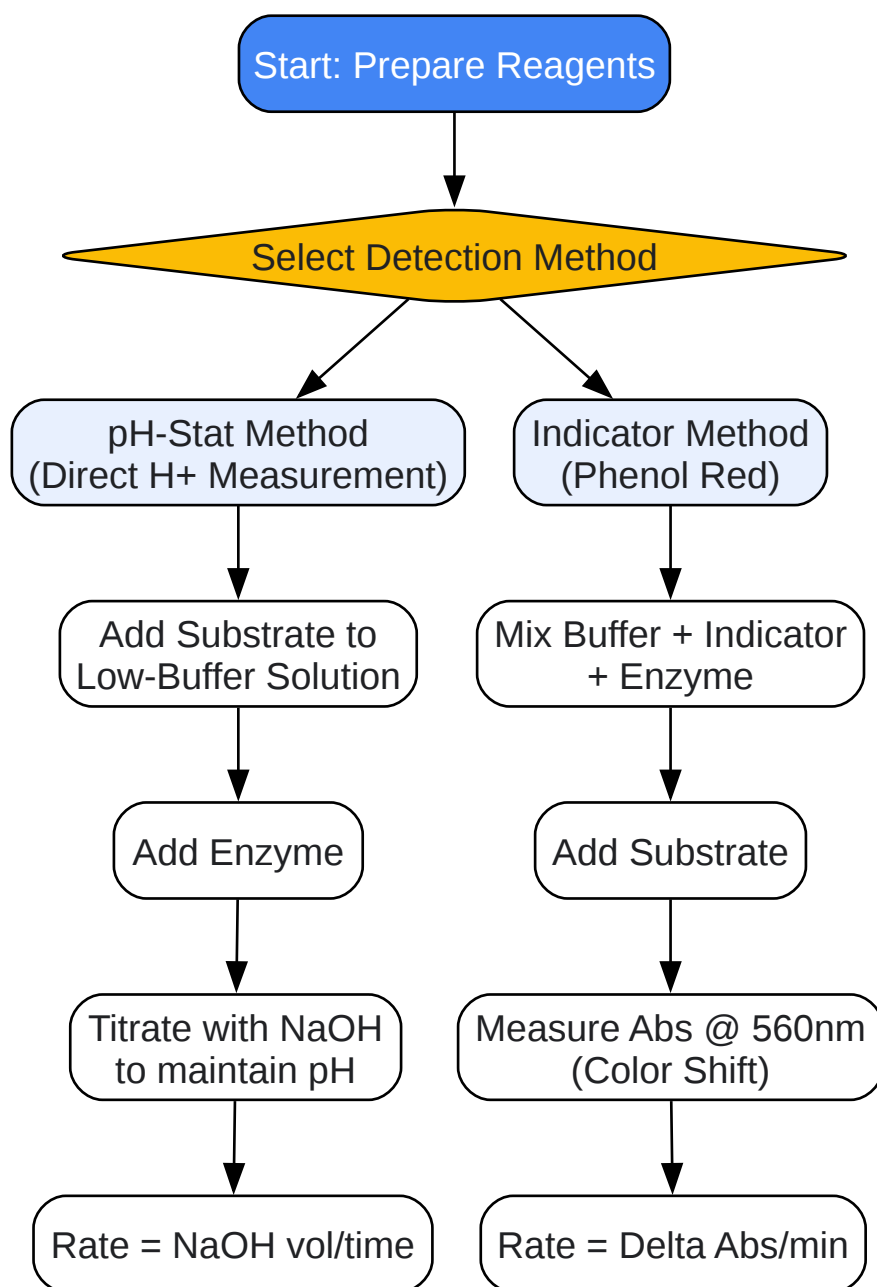 Start: Prepare Reagents
Select Detection Method
pH-Stat Method
(Direct H+ Measurement)
Indicator Method
(Phenol Red)
Add Substrate to
Low-Buffer Solution
Mix Buffer + Indicator
+ Enzyme
Add Enzyme
Add Substrate
Titrate with NaOH
to maintain pH
Measure Abs @ 560nm
(Color Shift)
Rate = NaOH vol/time
Rate = Delta Abs/min